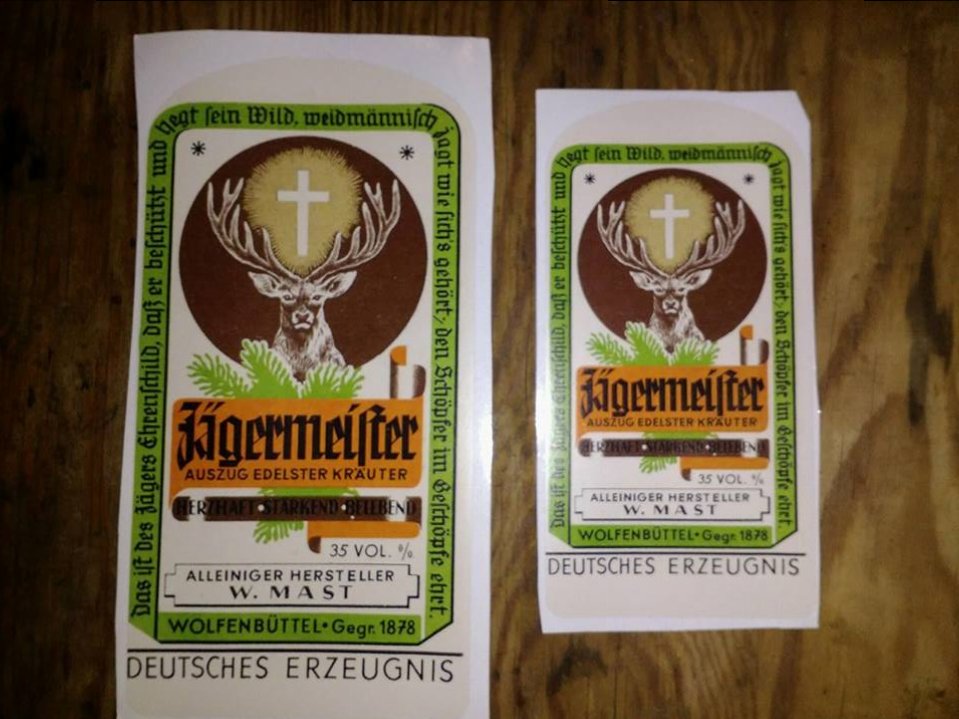 Das ist des Jägers Ehrenschild, daß er beschützt und hegt sein Wild, weidmännisch jagt wie sich's gehört, den Schöpfer im Geschöpfe ehrt.
Jägermeister
AUSZUG EDELSTER KRÄUTER
HERZHAFT·STÄRKEND·BELEBEND
35 VOL. %
ALLEINIGER HERSTELLER
W. MAST
WOLFENBÜTTEL•Gegr. 1878
DEUTSCHES ERZEUGNIS
Das ist des Jägers Ehrenschild, daß er beschützt und hegt sein Wild, weidmännisch jagt wie sich's gehört, den Schöpfer im Geschöpfe ehrt.
Jägermeister
AUSZUG EDELSTER KRÄUTER
HERZHAFT·STÄRKEND·BELEBEND
35 VOL. %
ALLEINIGER HERSTELLER
W. MAST
WOLFENBÜTTEL•Gegr. 1878
DEUTSCHES ERZEUGNIS